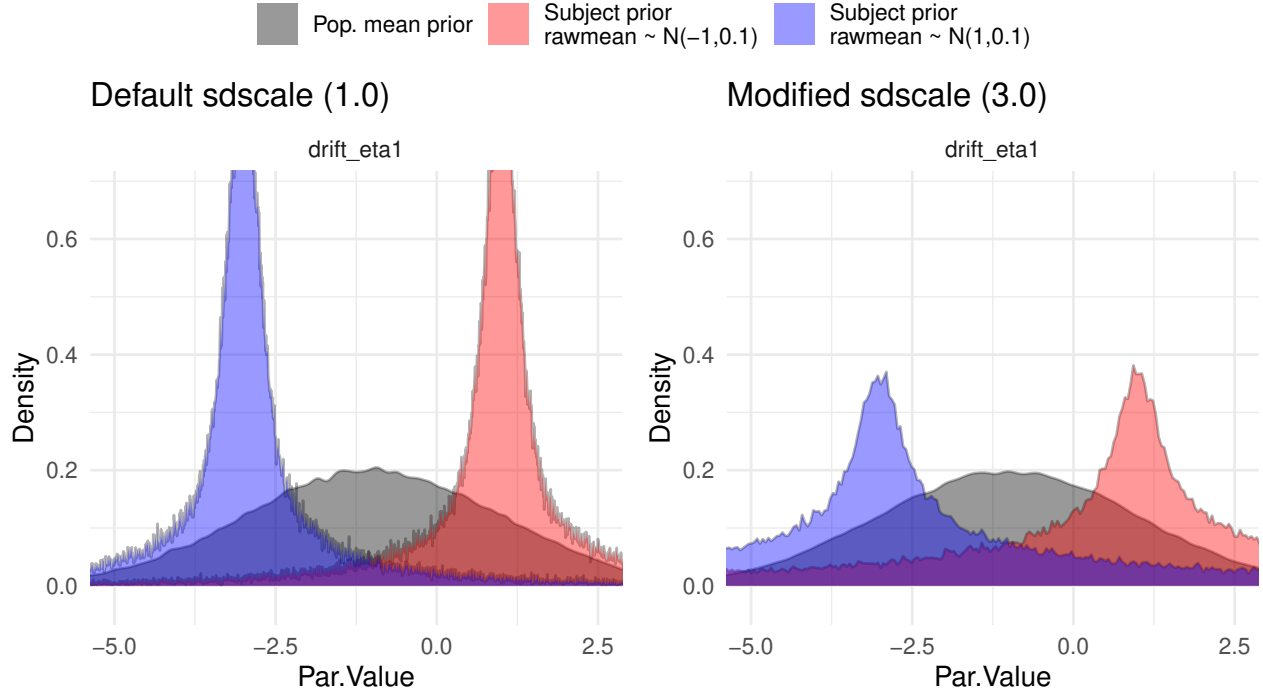 Pop. mean prior
Subject prior
rawmean ~ N(−1,0.1)
Subject prior
rawmean ~ N(1,0.1)
Default sdscale (1.0)
Modified sdscale (3.0)
drift_eta1
drift_eta1
Density
0.6
0.4
0.2
0.0
−5.0
−2.5
0.0
2.5
Par.Value
Density
0.6
0.4
0.2
0.0
−5.0
−2.5
0.0
2.5
Par.Value